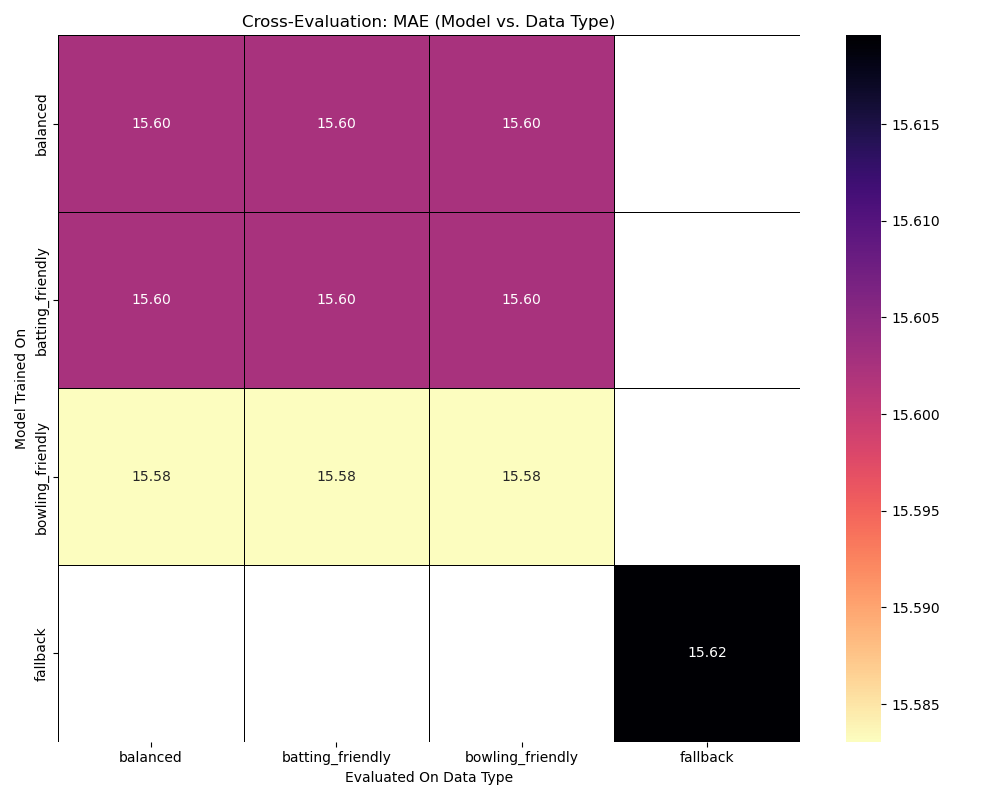 Cross-Evaluation: MAE (Model vs. Data Type)
Model Trained On
balanced
15.60 15.60 15.60
batting_friendly
15.60 15.60 15.60
bowling_friendly
15.58 15.58 15.58
fallback
15.62
balanced batting_friendly bowling_friendly fallback
Evaluated On Data Type
15.615
15.610
15.605
15.600
15.595
15.590
15.585